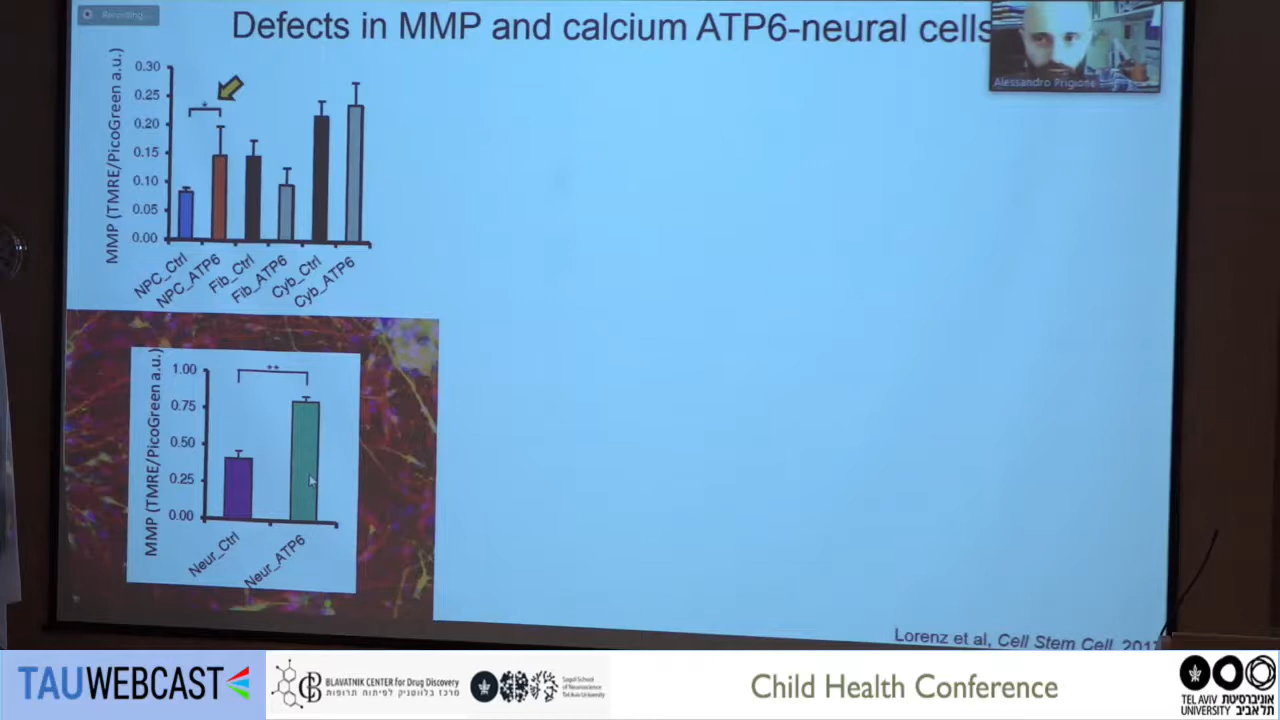 Recording...
Defects in MMP and calcium ATP6-neural cells
Alessandro Prigione
MMP (TMRE/PicoGreen a.u.)
0.30
0.25
0.20
0.15
0.10
0.05
0.00
*
NPC_Ctrl
NPC_ATP6
Fib_Ctrl
Fib_ATP6
Cyb_Ctrl
Cyb_ATP6
MMP (TMRE/PicoGreen a.u.)
1.00
0.75
0.50
0.25
0.00
**
Neur_Ctrl
Neur_ATP6
Lorenz et al, Cell Stem Cell, 2017
TAUWEBCAST
BLAVATNIK CENTER for Drug Discovery
מרכז בלווטניק לפיתוח תרופות
Sagol School
of Neuroscience
Tel Aviv University
Child Health Conference
TEL AVIV UNIVERSITY
אוניברסיטת תל אביב